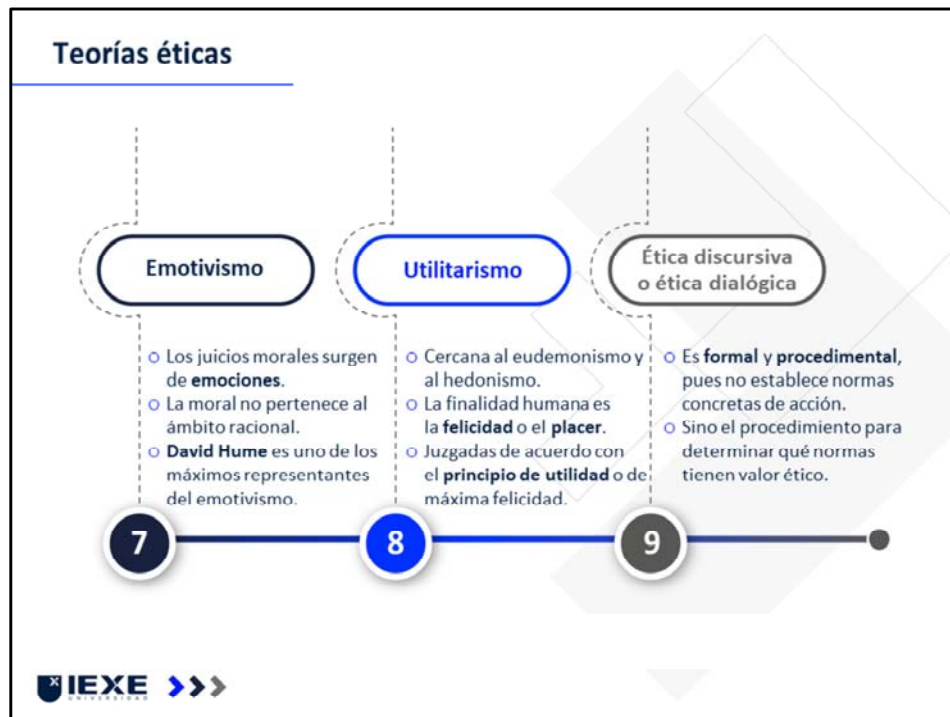 Teorías éticas
Emotivismo
○ Los juicios morales surgen
de emociones.
○ La moral no pertenece al
ámbito racional.
○ David Hume es uno de los
máximos representantes
del emotivismo.
7
Utilitarismo
○ Cercana al eudemonismo y
al hedonismo.
○ La finalidad humana es
la felicidad o el placer.
○ Juzgadas de acuerdo con
el principio de utilidad o de
máxima felicidad.
8
Ética discursiva
o ética dialógica
○ Es formal y procedimental,
pues no establece normas
concretas de acción.
○ Sino el procedimiento para
determinar qué normas
tienen valor ético.
9
IEXE
UNIVERSIDAD